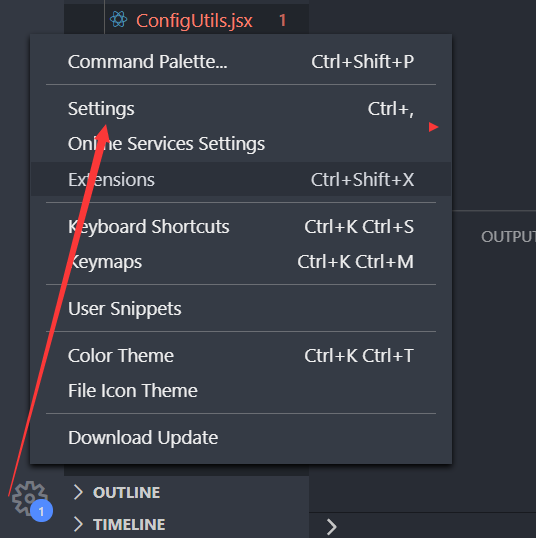 ConfigUtils.jsx 1
Command Palette... Ctrl+Shift+P
Settings Ctrl+,
Online Services Settings
Extensions Ctrl+Shift+X
OUTPU
Keyboard Shortcuts Ctrl+K Ctrl+S
Keymaps Ctrl+K Ctrl+M
User Snippets
Color Theme Ctrl+K Ctrl+T
File Icon Theme
Download Update
1
OUTLINE
TIMELINE